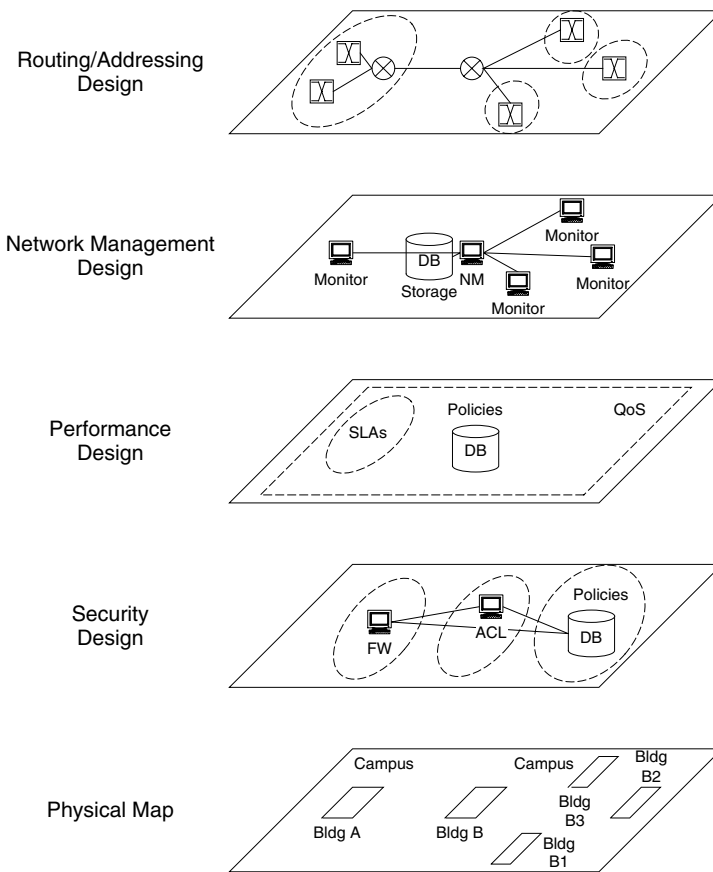 Routing/Addressing
Design
Network Management
Design
Monitor
DB
Storage
NM
Monitor
Monitor
Monitor
Performance
Design
SLAs
Policies
DB
QoS
Security
Design
FW
ACL
Policies
DB
Physical Map
Campus
Bldg A
Bldg B
Campus
Bldg
B3
Bldg
B2
Bldg
B1